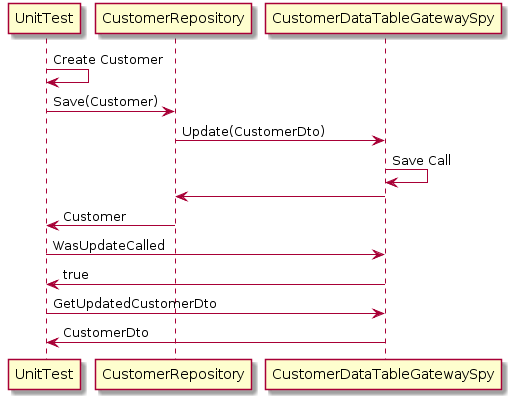 UnitTest
CustomerRepository
CustomerDataTableGatewaySpy
Create Customer
Save(Customer)
Update(CustomerDto)
Save Call
Customer
WasUpdateCalled
true
GetUpdatedCustomerDto
CustomerDto
UnitTest
CustomerRepository
CustomerDataTableGatewaySpy